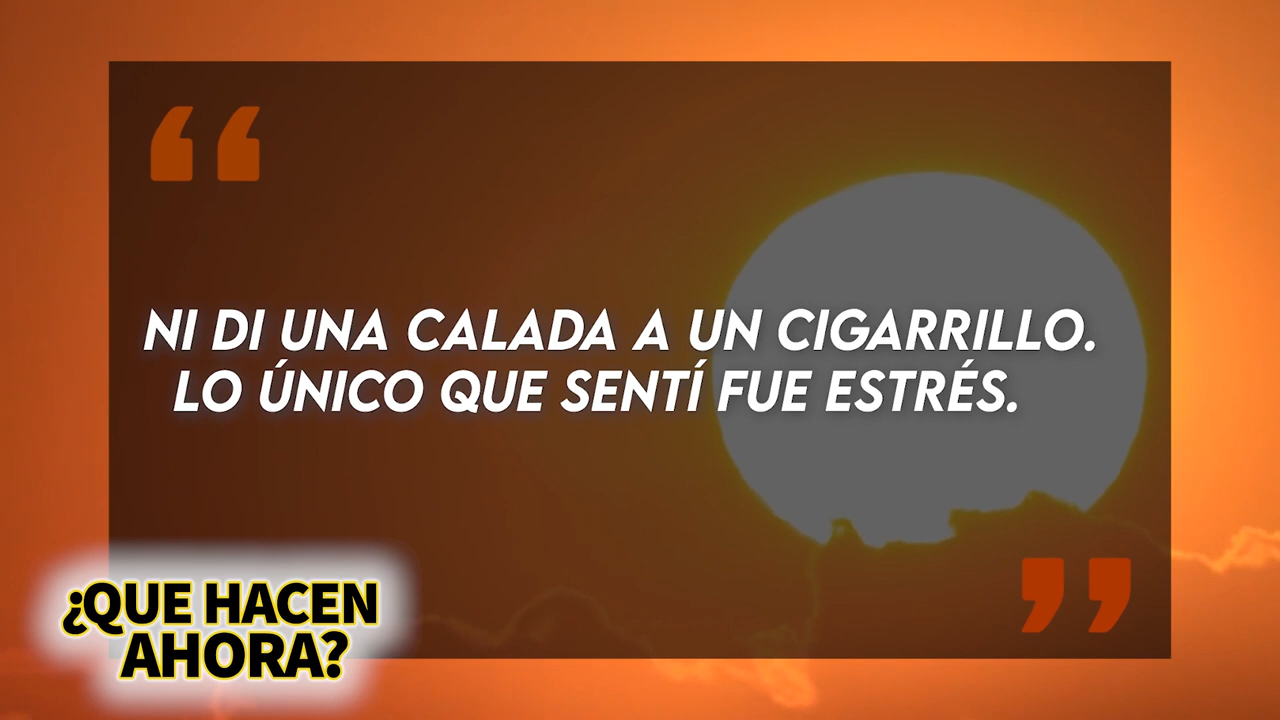 “
NI DI UNA CALADA A UN CIGARRILLO.
LO ÚNICO QUE SENTÍ FUE ESTRÉS.
”
¿QUE HACEN
AHORA?